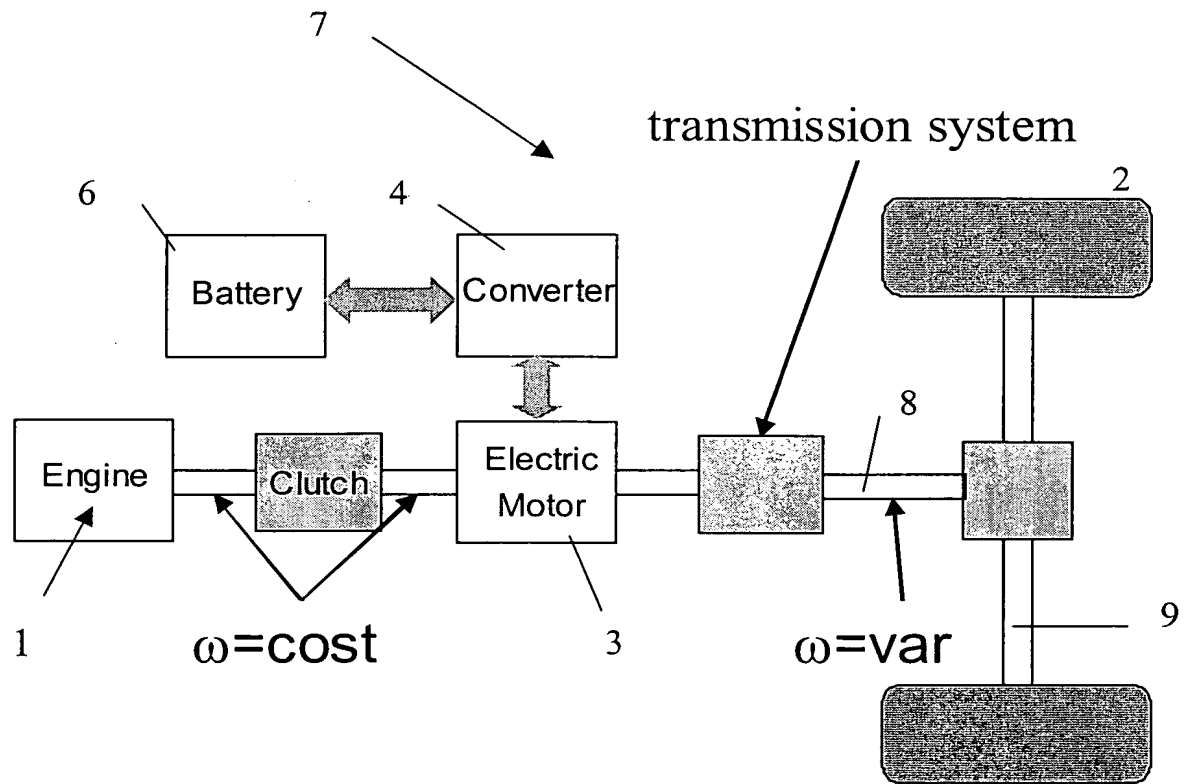 7
transmission system
6
4
2
Battery
Converter
8
Engine
Clutch
Electric
Motor
1
ω=cost
3
ω=var
9